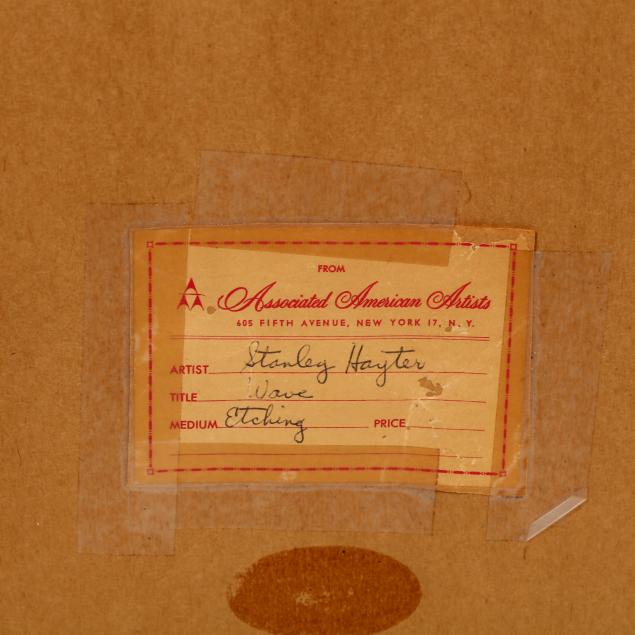 FROM
Associated American Artists
605 FIFTH AVENUE, NEW YORK 17, N.Y.
ARTIST Stanley Hayter
TITLE Wave
MEDIUM Etching PRICE